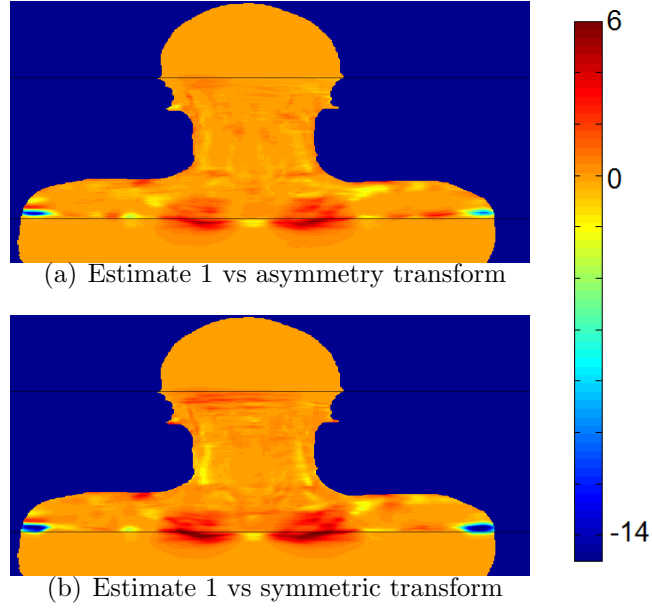 6
0
-14
(a) Estimate 1 vs asymmetry transform
(b) Estimate 1 vs symmetric transform